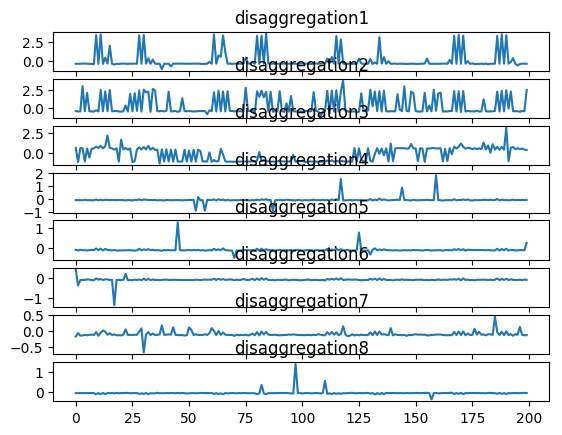 disaggregation1
2.5
0.0
disaggregation2
2.5
0.0
disaggregation3
2.5
0.0
disaggregation4
2
1
0
−1
disaggregation5
1
0
disaggregation6
0
−1
disaggregation7
0.5
0.0
−0.5
disaggregation8
1
0
0 25 50 75 100 125 150 175 200